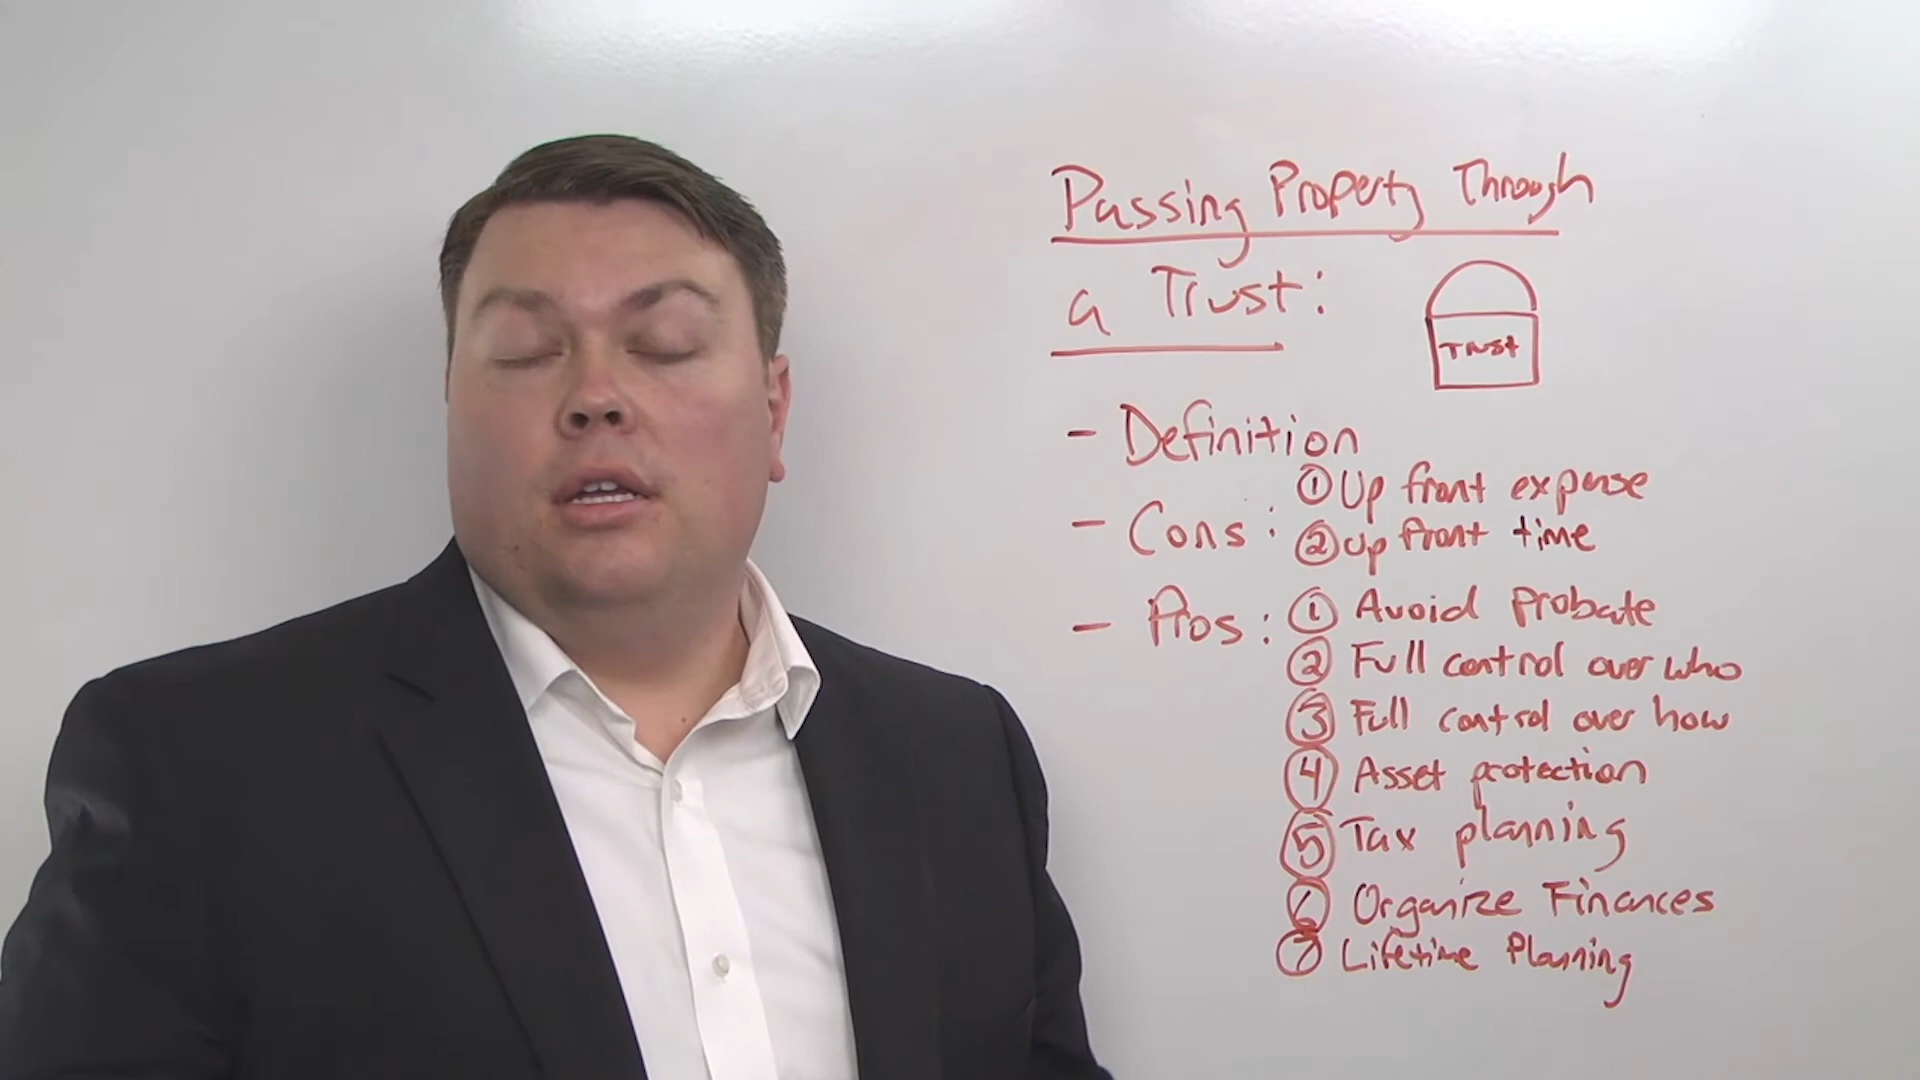 Passing Property Through
a Trust:
TRUST
- Definition
- Cons: ① Up front expense
② Up front time
- Pros: ① Avoid Probate
② Full control over who
③ Full control over how
④ Asset protection
⑤ Tax planning
⑥ Organize Finances
⑦ Lifetime Planning